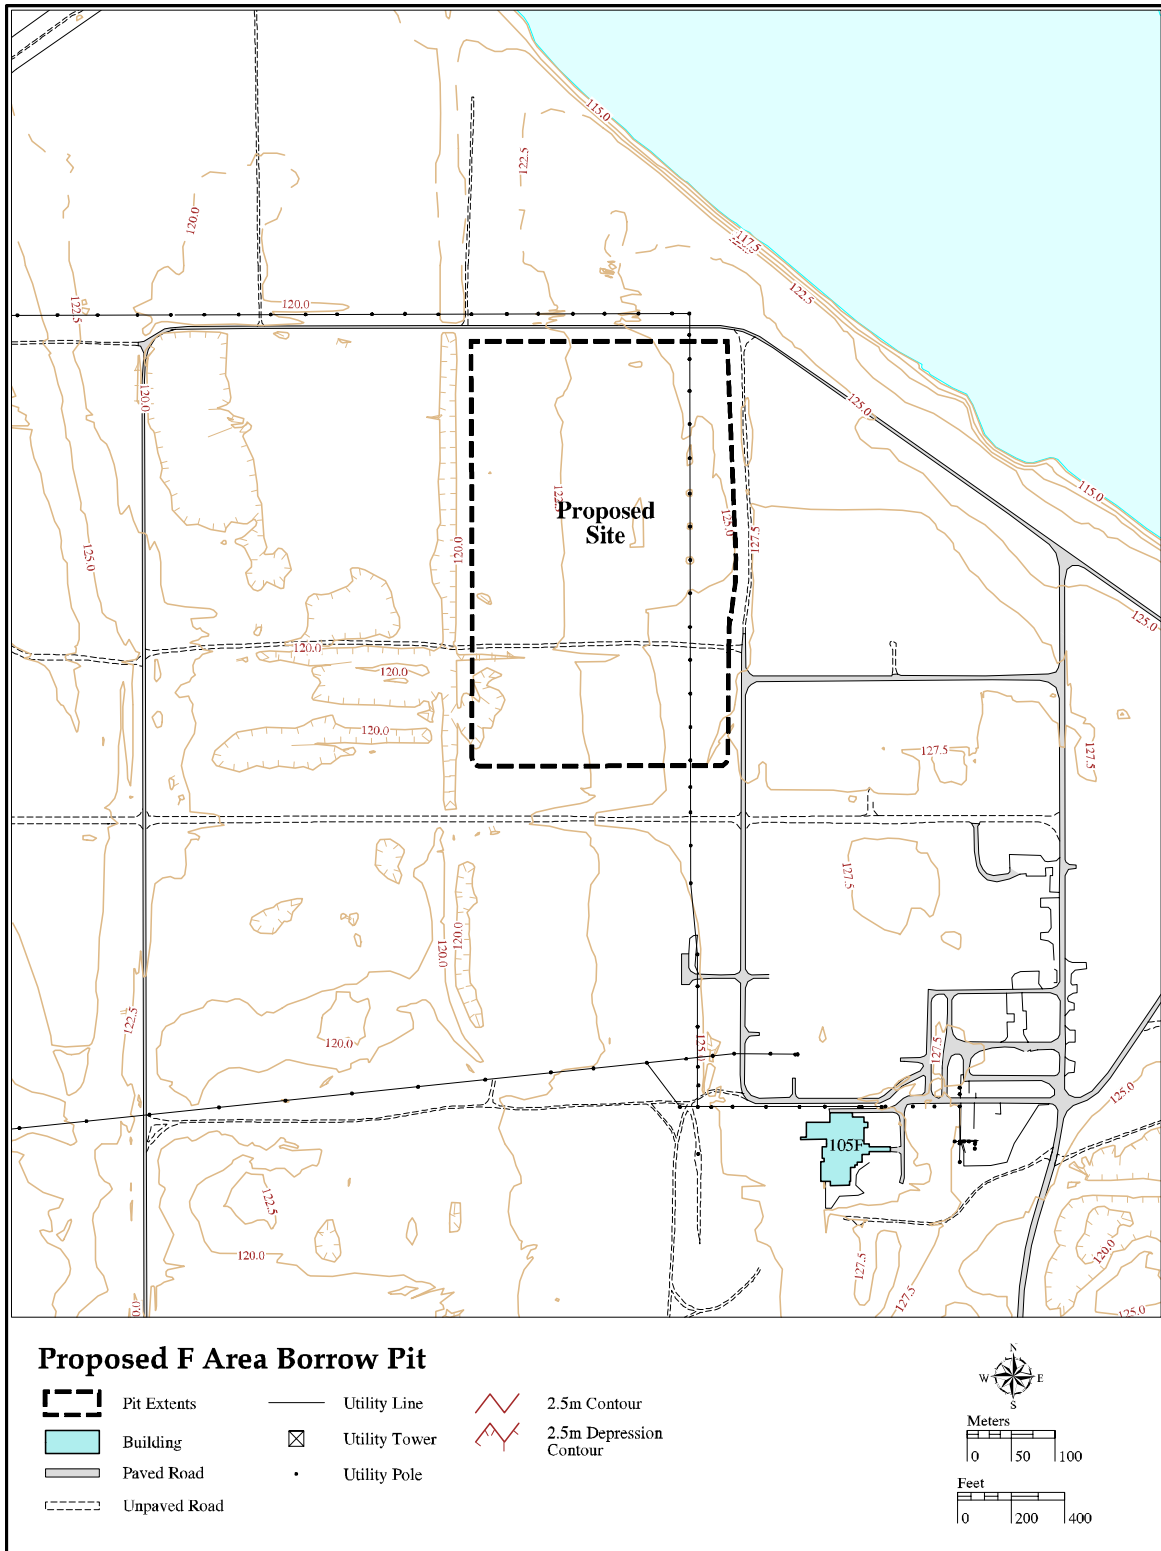 115.0
122.5
120.0
117.5
122.5
122.5
120.0
120.0
125.0
122.5
Proposed
Site
115.0
125.0
127.5
125.0
120.0
125.0
120.0
120.0
120.0
127.5
127.5
127.5
120.0
120.0
122.5
120.0
125.0
127.5
125.0
105F
122.5
120.0
127.5
127.5
120.0
125.0
0.0
Proposed F Area Borrow Pit
Pit Extents
Building
Paved Road
Unpaved Road
Utility Line
Utility Tower
Utility Pole
2.5m Contour
2.5m Depression
Contour
N
W
E
S
Meters
0 50 100
Feet
0 200 400